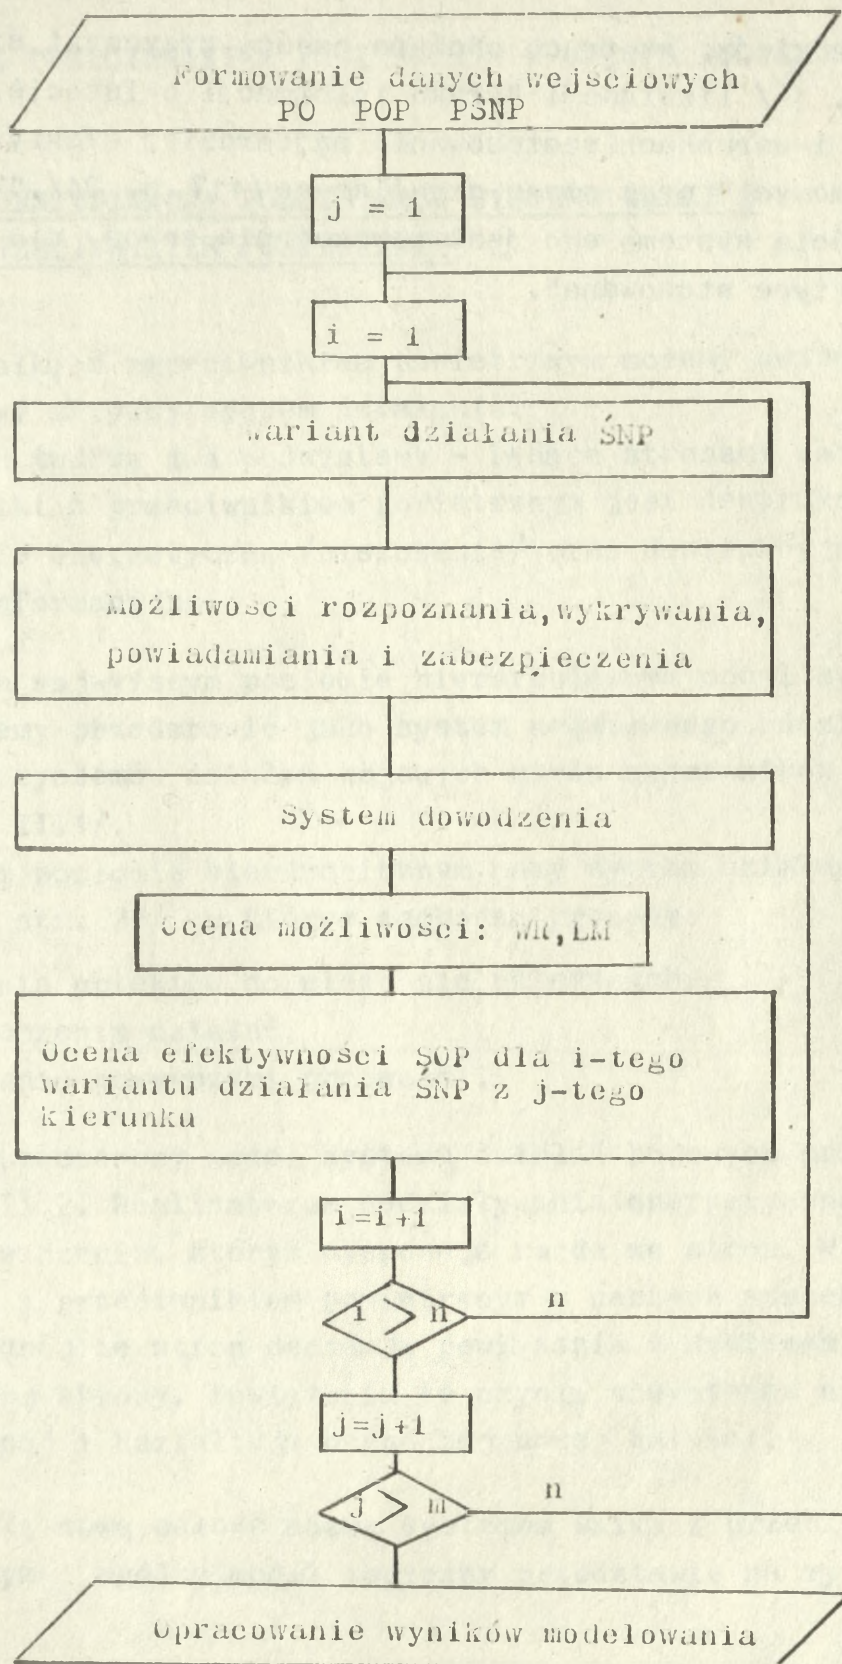 Formowanie danych wejściowych
PO POP PŚNP
j = 1
i = 1
Wariant działania ŚNP
Możliwości rozpoznania, wykrywania,
powiadamiania i zabezpieczenia
System dowodzenia
Ocena możliwości: WR, LM
Ocena efektywności SOP dla i-tego
wariantu działania ŚNP z j-tego
kierunku
i=i+1
i > n
n
j=j+1
j > m
n
Opracowanie wyników modelowania